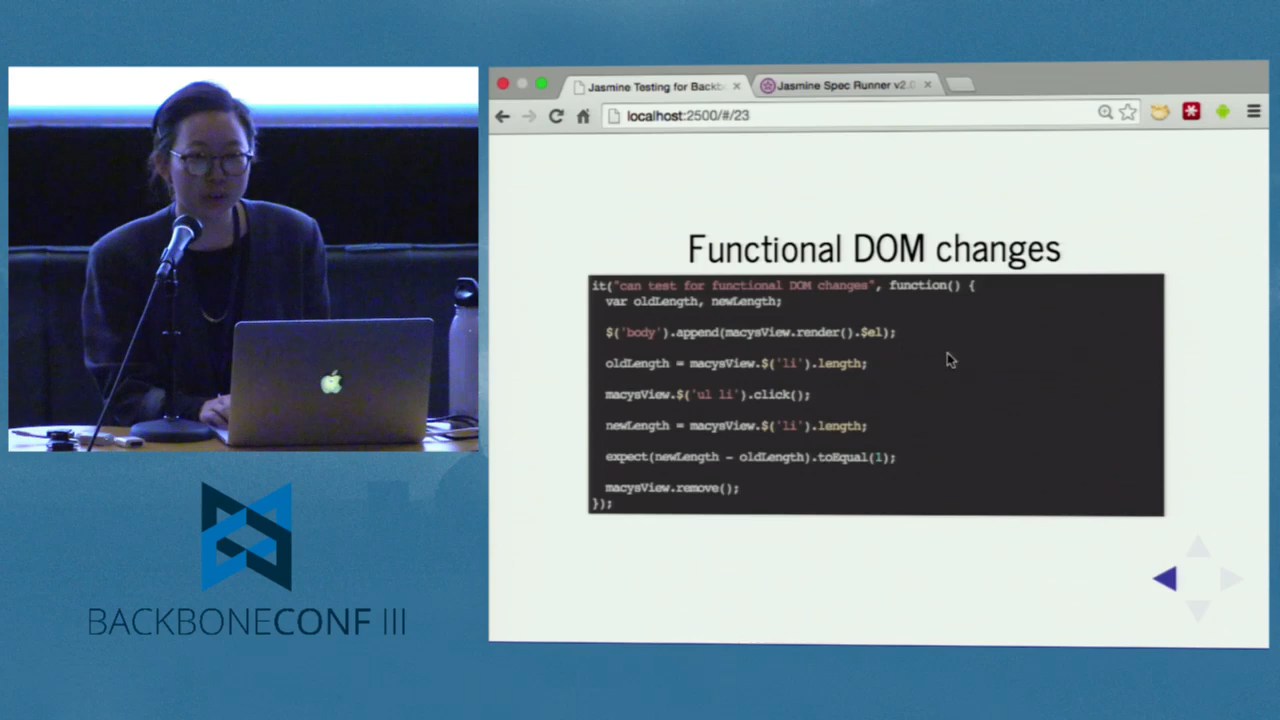 Jasmine Testing for Backb
Jasmine Spec Runner v2.0
localhost:2500/#/23
Functional DOM changes
it("can test for functional DOM changes", function() {
var oldLength, newLength;
$('body').append(macysView.render().$el);
oldLength = macysView.$('li').length;
macysView.$('ul li').click();
newLength = macysView.$('li').length;
expect(newLength - oldLength).toEqual(1);
macysView.remove();
});
BACKBONECONF III